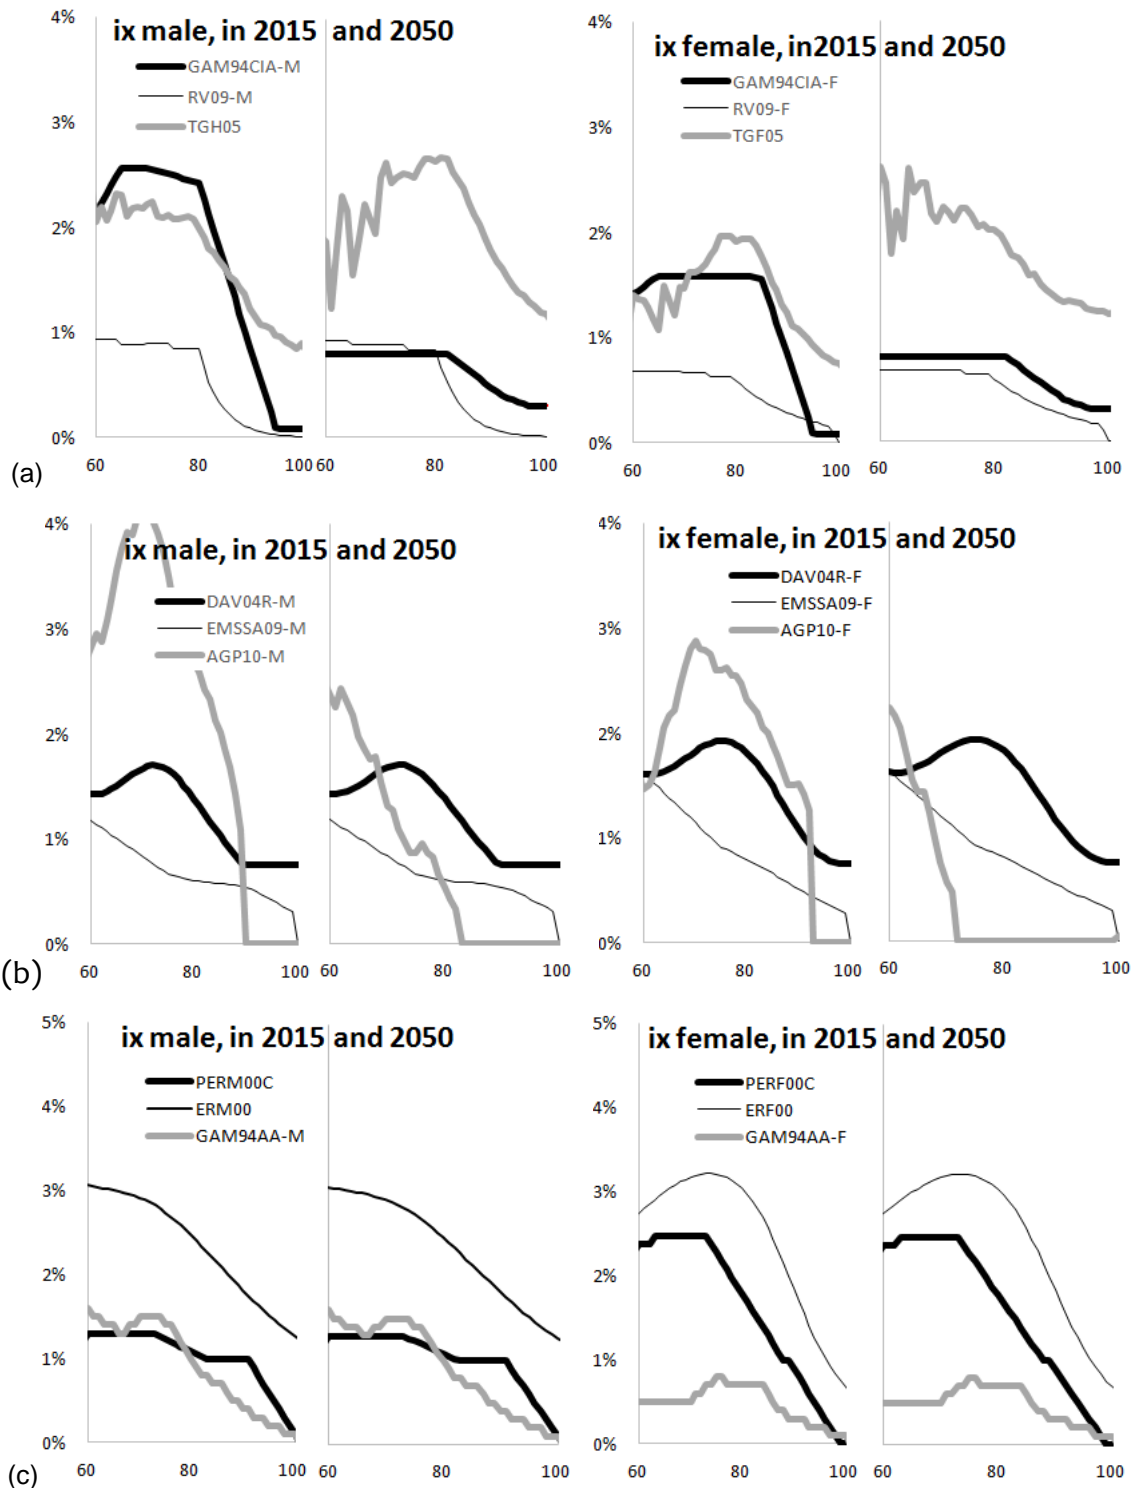 ix male, in 2015 and 2050
GAM94CIA-M
RV09-M
TGH05
4%
3%
2%
1%
0%
60 80 100 60 80 100
ix female, in2015 and 2050
GAM94CIA-F
RV09-F
TGF05
4%
3%
2%
1%
0%
60 80 100 60 80 100
(a)
ix male, in 2015 and 2050
DAV04R-M
EMSSA09-M
AGP10-M
4%
3%
2%
1%
0%
60 80 100 60 80 100
ix female, in 2015 and 2050
DAV04R-F
EMSSA09-F
AGP10-F
4%
3%
2%
1%
0%
60 80 100 60 80 100
(b)
ix male, in 2015 and 2050
PERM00C
ERM00
GAM94AA-M
5%
4%
3%
2%
1%
0%
60 80 100 60 80 100
ix female, in 2015 and 2050
PERF00C
ERF00
GAM94AA-F
5%
4%
3%
2%
1%
0%
60 80 100 60 80 100
(c)